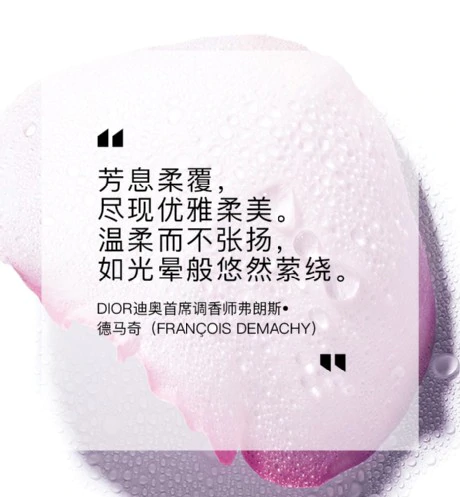 芳息柔覆，
尽现优雅柔美。
温柔而不张扬，
如光晕般悠然萦绕。
DIOR迪奥首席调香师弗朗斯•
德马奇（FRANÇOIS DEMACHY）